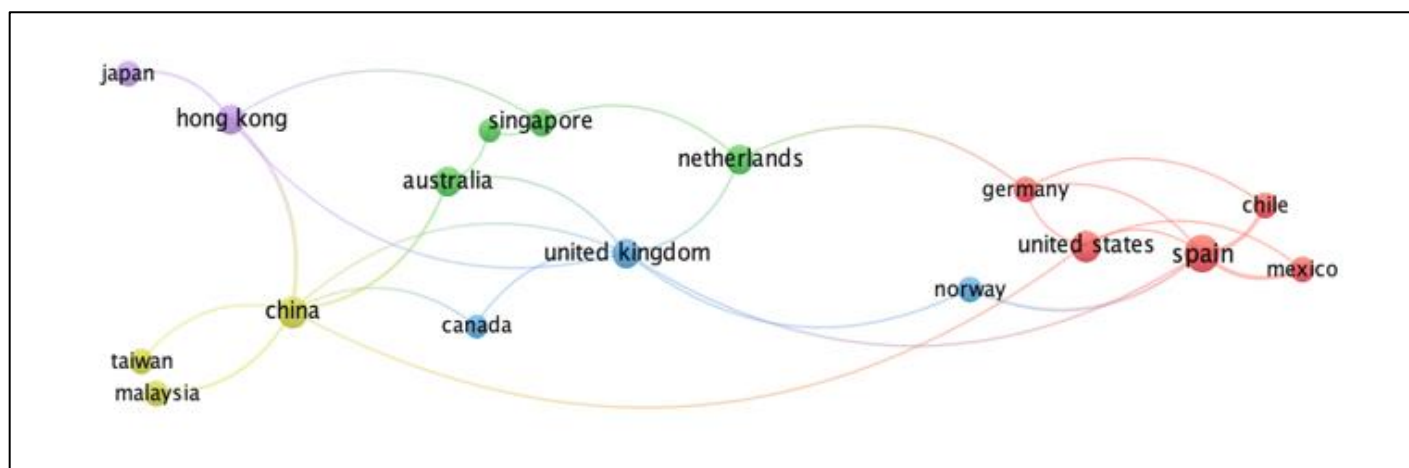 japan
hong kong
singapore
netherlands
australia
germany
chile
united states
united kingdom
spain
mexico
norway
china
canada
taiwan
malaysia